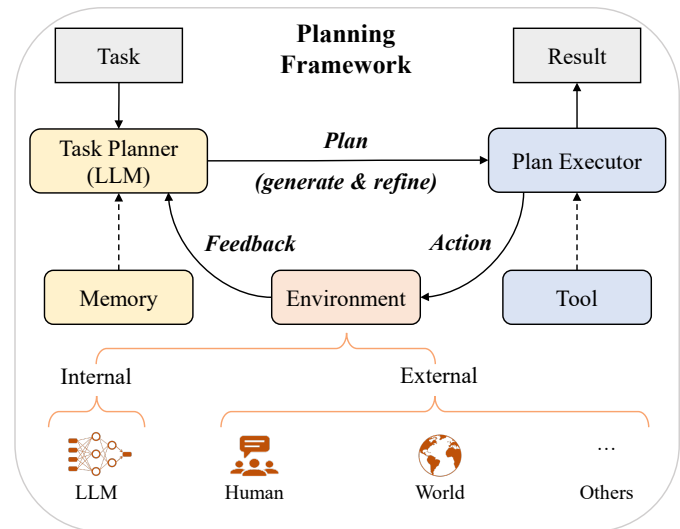 Planning
Framework
Task
Result
Task Planner
(LLM)
Plan
(generate & refine)
Plan Executor
Feedback
Action
Memory
Environment
Tool
Internal
External
LLM
Human
World
...
Others